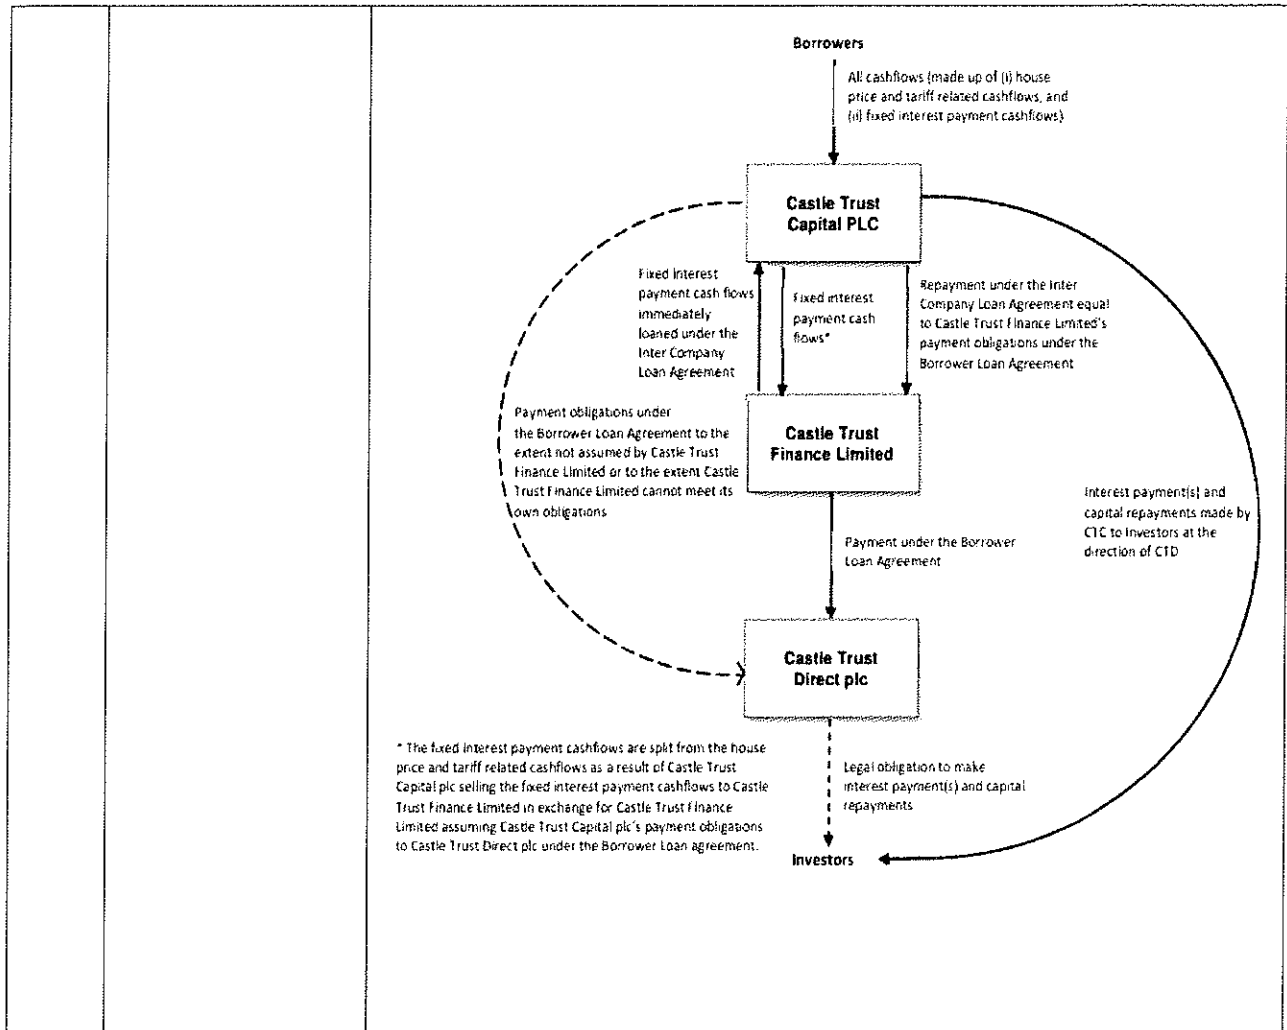 Borrowers
All cashflows (made up of (i) house
price and tariff related cashflows, and
(ii) fixed interest payment cashflows)
Castle Trust
Capital PLC
Fixed Interest
payment cash flows
immediately
loaned under the
Inter Company
Loan Agreement
Fixed interest
payment cash
flows*
Repayment under the Inter
Company Loan Agreement equal
to Castle Trust Finance Limited's
payment obligations under the
Borrower Loan Agreement
Payment obligations under
the Borrower Loan Agreement to the
extent not assumed by Castle Trust
Finance Limited or to the extent Castle
Trust Finance Limited cannot meet its
own obligations
Castle Trust
Finance Limited
Interest payment(s) and
capital repayments made by
CTC to Investors at the
direction of CTD
Payment under the Borrower
Loan Agreement
Castle Trust
Direct plc
* The fixed interest payment cashflows are split from the house
price and tariff related cashflows as a result of Castle Trust
Capital plc selling the fixed interest payment cashflows to Castle
Trust Finance Limited in exchange for Castle Trust Finance
Limited assuming Castle Trust Capital plc's payment obligations
to Castle Trust Direct plc under the Borrower Loan agreement.
Legal obligation to make
interest payment(s) and capital
repayments
Investors